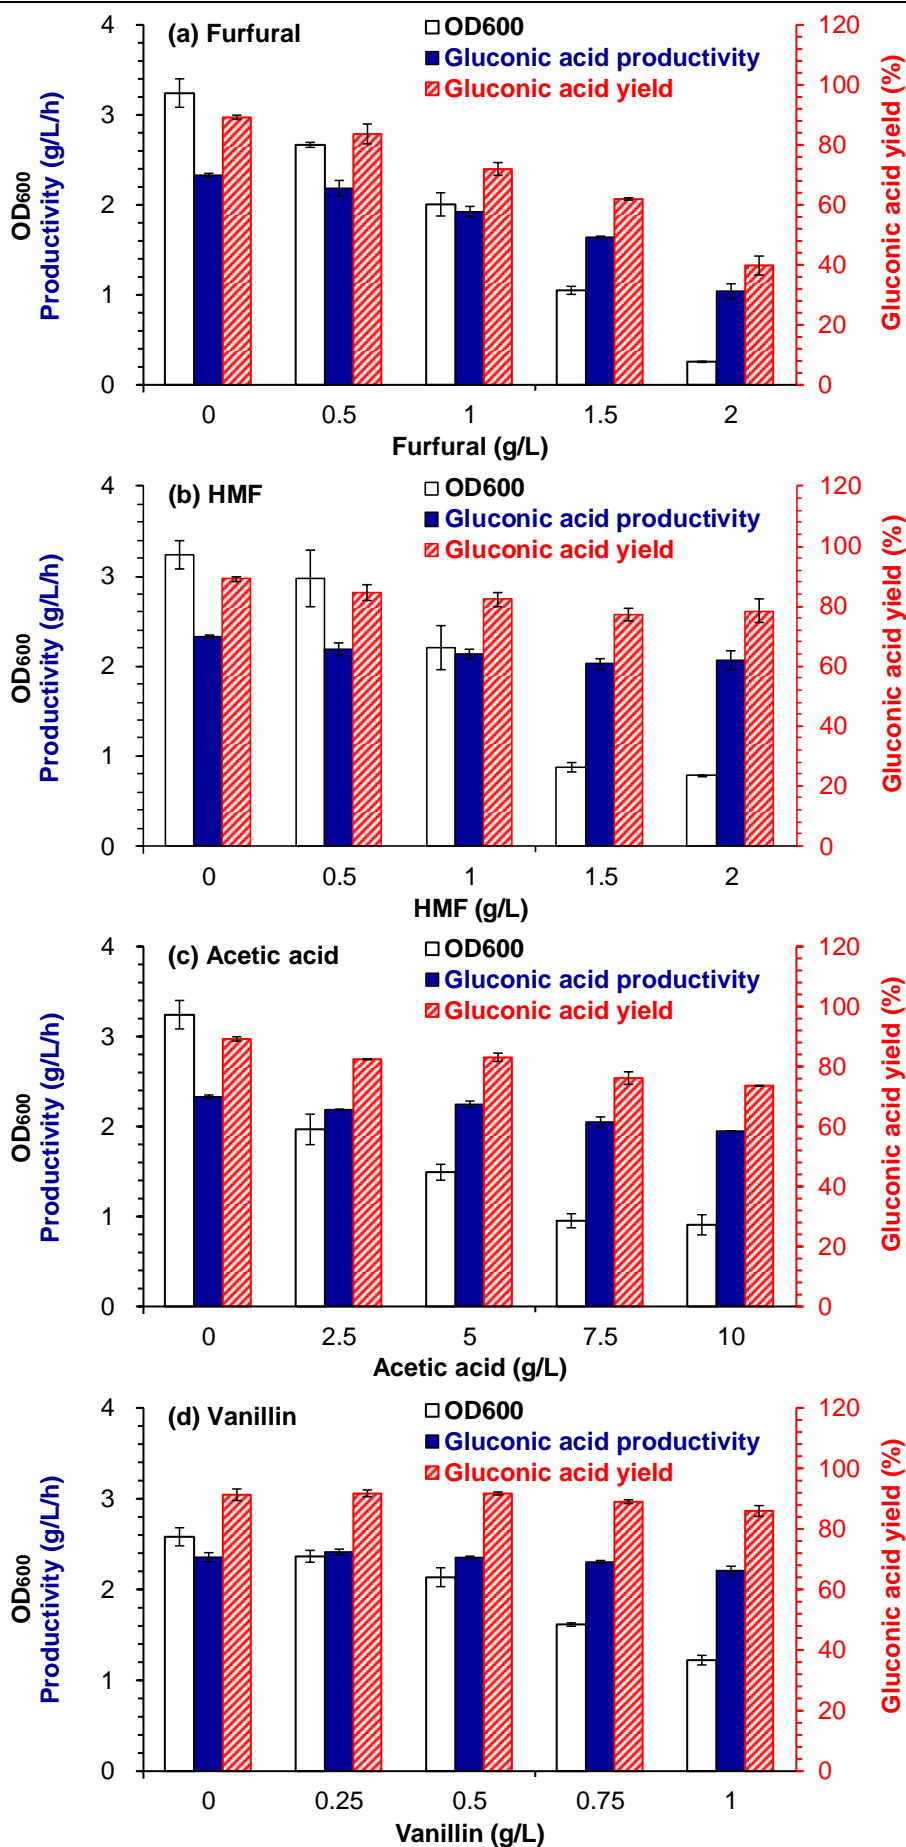 (a) Furfural
OD600
Gluconic acid productivity
Gluconic acid yield
OD600
Productivity (g/L/h)
Gluconic acid yield (%)
4
3
2
1
0
120
100
80
60
40
20
0
0 0.5 1 1.5 2
Furfural (g/L)
(b) HMF
OD600
Gluconic acid productivity
Gluconic acid yield
OD600
Productivity (g/L/h)
Gluconic acid yield (%)
4
3
2
1
0
120
100
80
60
40
20
0
0 0.5 1 1.5 2
HMF (g/L)
(c) Acetic acid
OD600
Gluconic acid productivity
Gluconic acid yield
OD600
Productivity (g/L/h)
Gluconic acid yield (%)
4
3
2
1
0
120
100
80
60
40
20
0
0 2.5 5 7.5 10
Acetic acid (g/L)
(d) Vanillin
OD600
Gluconic acid productivity
Gluconic acid yield
OD600
Productivity (g/L/h)
Gluconic acid yield (%)
4
3
2
1
0
120
100
80
60
40
20
0
0 0.25 0.5 0.75 1
Vanillin (g/L)